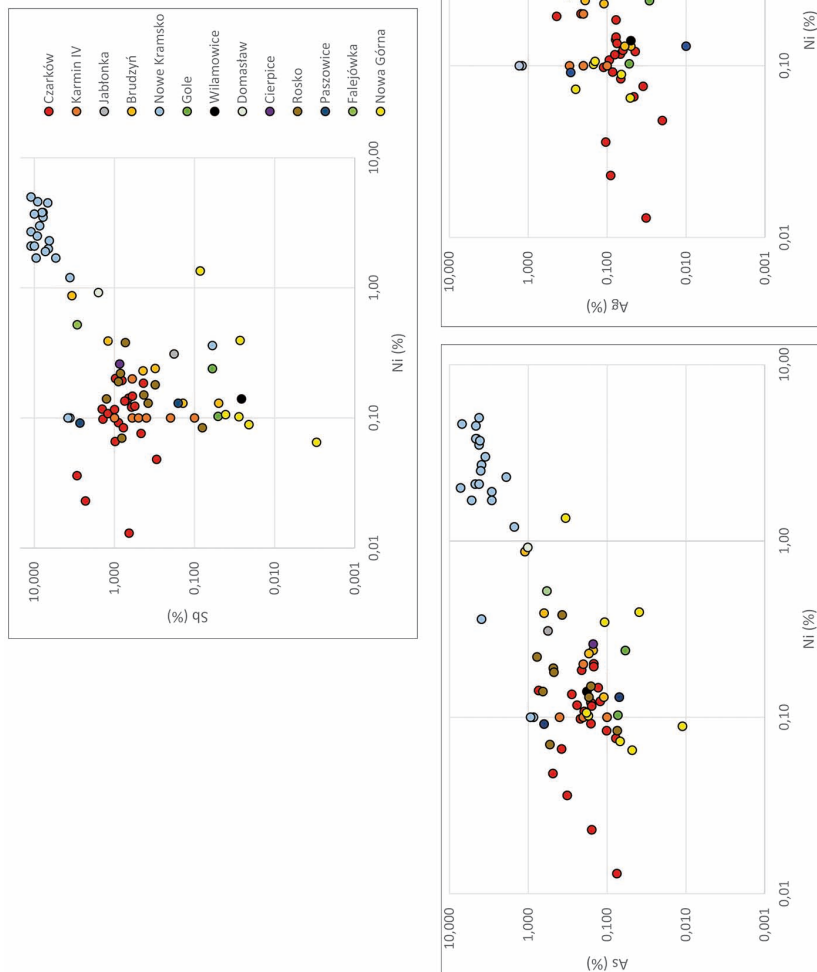 Czarków
Karmin IV
Jabłonka
Brudzyń
Nowe Kramsko
Gole
Wilamowice
Domasław
Cierpice
Rosko
Paszowice
Falejówka
Nowa Górna
10,000
1,000
0,100
0,010
0,001
Sb (%)
0,01
0,10
1,00
10,00
Ni (%)
10,000
1,000
0,100
0,010
0,001
As (%)
0,01
0,10
1,00
10,00
Ni (%)
10,000
1,000
0,100
0,010
0,001
Ag (%)
0,01
0,10
Ni (%)